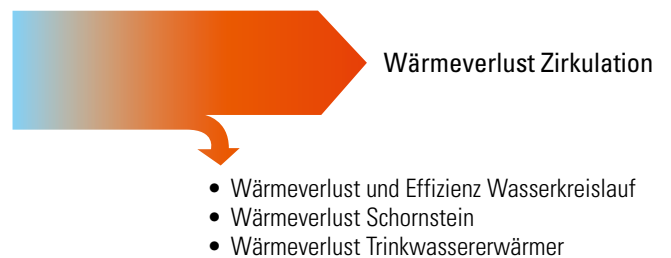 Wärmeverlust Zirkulation
• Wärmeverlust und Effizienz Wasserkreislauf
• Wärmeverlust Schornstein
• Wärmeverlust Trinkwassererwärmer